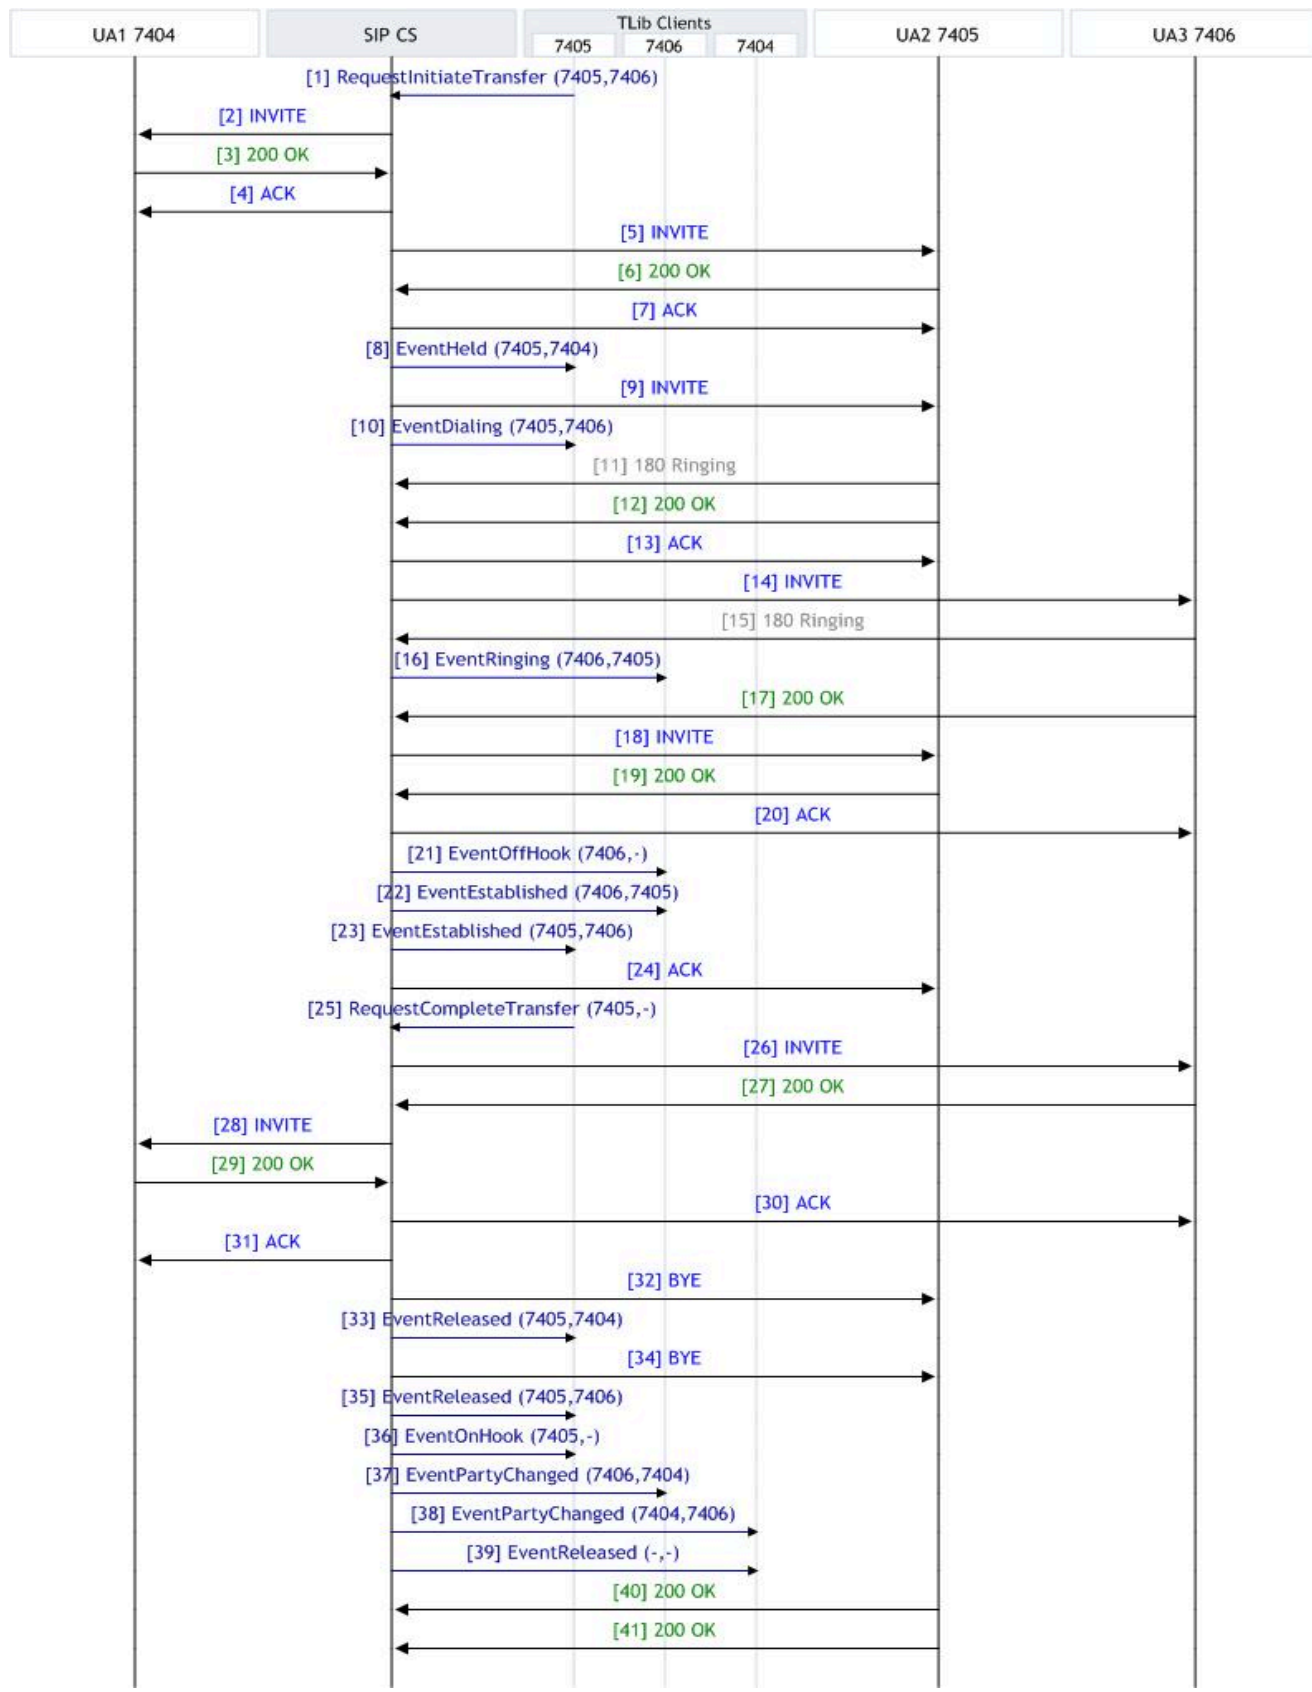 UA1 7404
SIP CS
TLib Clients
7405
7406
7404
UA2 7405
UA3 7406
[1] RequestInitiateTransfer (7405,7406)
[2] INVITE
[3] 200 OK
[4] ACK
[5] INVITE
[6] 200 OK
[7] ACK
[8] EventHeld (7405,7404)
[9] INVITE
[10] EventDialing (7405,7406)
[11] 180 Ringing
[12] 200 OK
[13] ACK
[14] INVITE
[15] 180 Ringing
[16] EventRinging (7406,7405)
[17] 200 OK
[18] INVITE
[19] 200 OK
[20] ACK
[21] EventOffHook (7406,-)
[22] EventEstablished (7406,7405)
[23] EventEstablished (7405,7406)
[24] ACK
[25] RequestCompleteTransfer (7405,-)
[26] INVITE
[27] 200 OK
[28] INVITE
[29] 200 OK
[30] ACK
[31] ACK
[32] BYE
[33] EventReleased (7405,7404)
[34] BYE
[35] EventReleased (7405,7406)
[36] EventOnHook (7405,-)
[37] EventPartyChanged (7406,7404)
[38] EventPartyChanged (7404,7406)
[39] EventReleased (-,-)
[40] 200 OK
[41] 200 OK